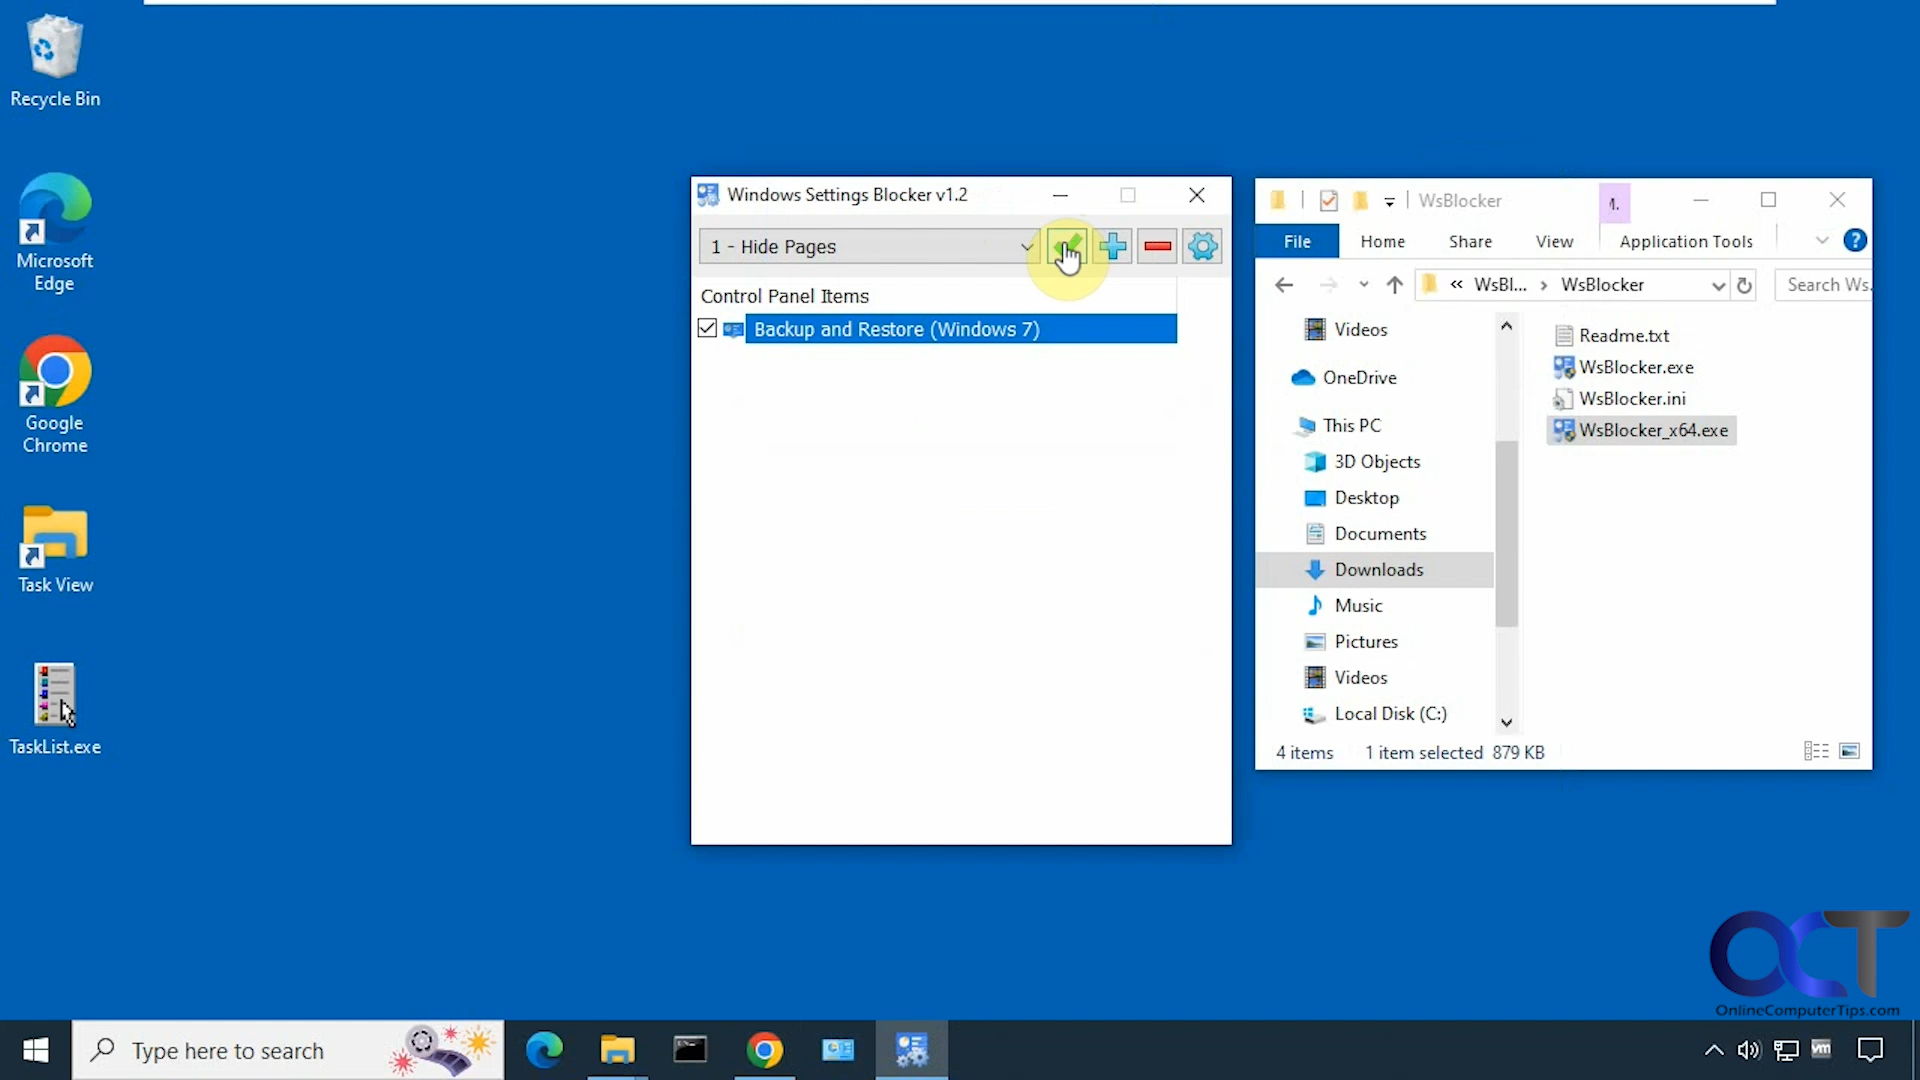 Recycle Bin
Microsoft
Edge
Google
Chrome
Task View
TaskList.exe
Windows Settings Blocker v1.2
1 - Hide Pages
Control Panel Items
Backup and Restore (Windows 7)
WsBlocker
File
Home
Share
View
Application Tools
« WsBl... › WsBlocker
Search Ws.
Videos
OneDrive
This PC
3D Objects
Desktop
Documents
Downloads
Music
Pictures
Videos
Local Disk (C:)
Readme.txt
WsBlocker.exe
WsBlocker.ini
WsBlocker_x64.exe
4 items
1 item selected 879 KB
OCT
OnlineComputerTips.com
Type here to search
vm